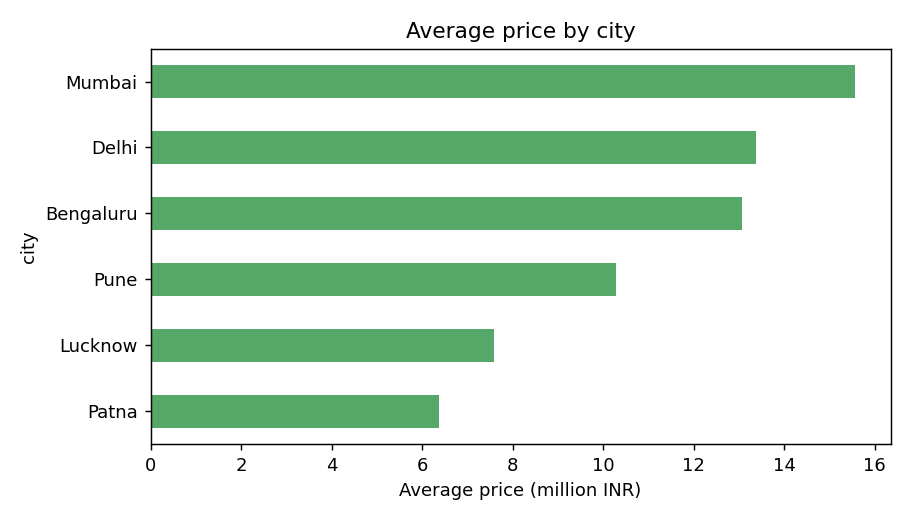 Average price by city
Mumbai
Delhi
Bengaluru
Pune
Lucknow
Patna
city
0 2 4 6 8 10 12 14 16
Average price (million INR)